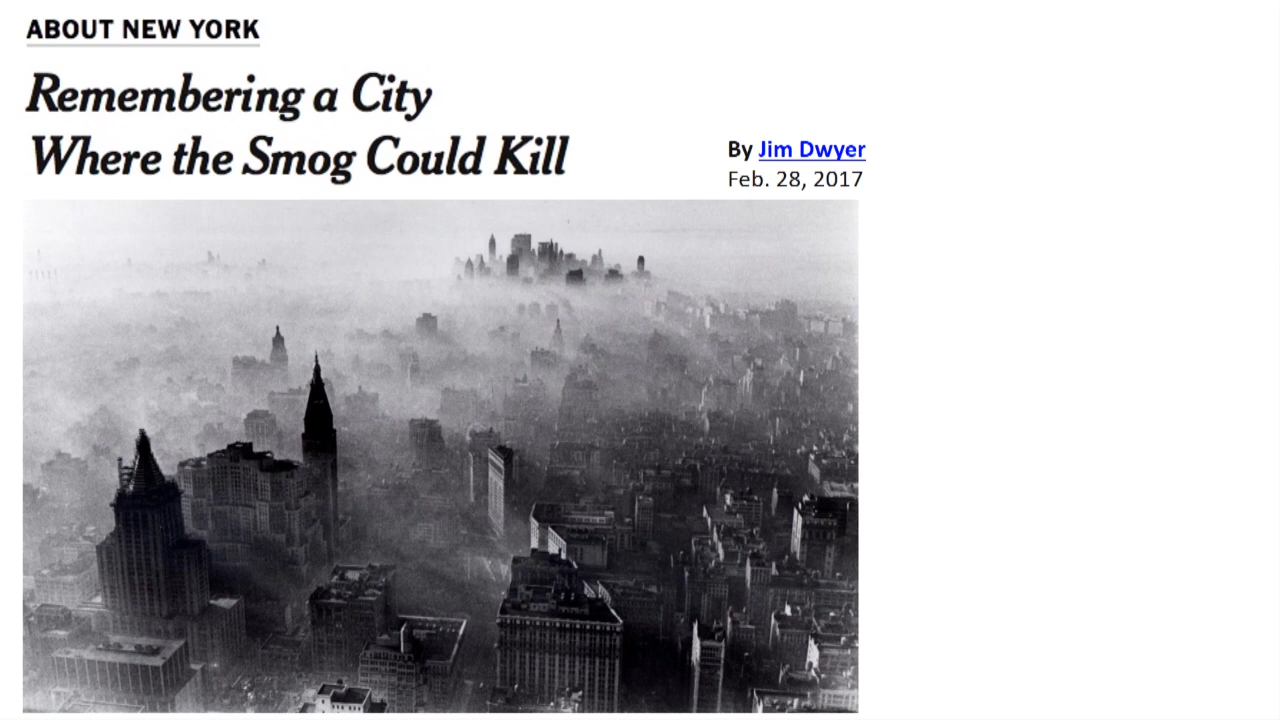 ABOUT NEW YORK
Remembering a City
Where the Smog Could Kill
By Jim Dwyer
Feb. 28, 2017